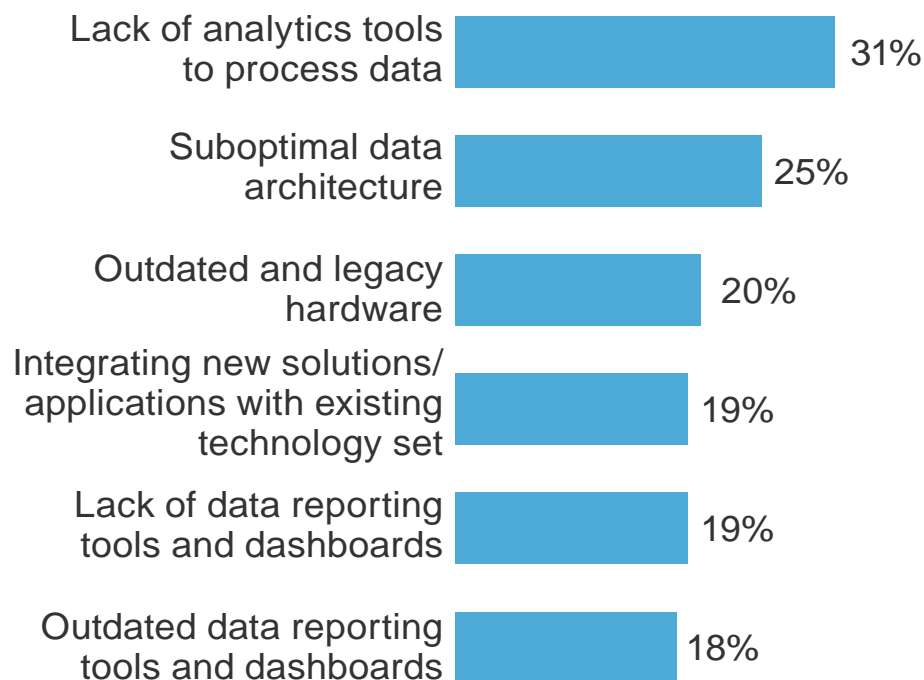 Lack of analytics tools
to process data
31%
Suboptimal data
architecture
25%
Outdated and legacy
hardware
20%
Integrating new solutions/
applications with existing
technology set
19%
Lack of data reporting
tools and dashboards
19%
Outdated data reporting
tools and dashboards
18%